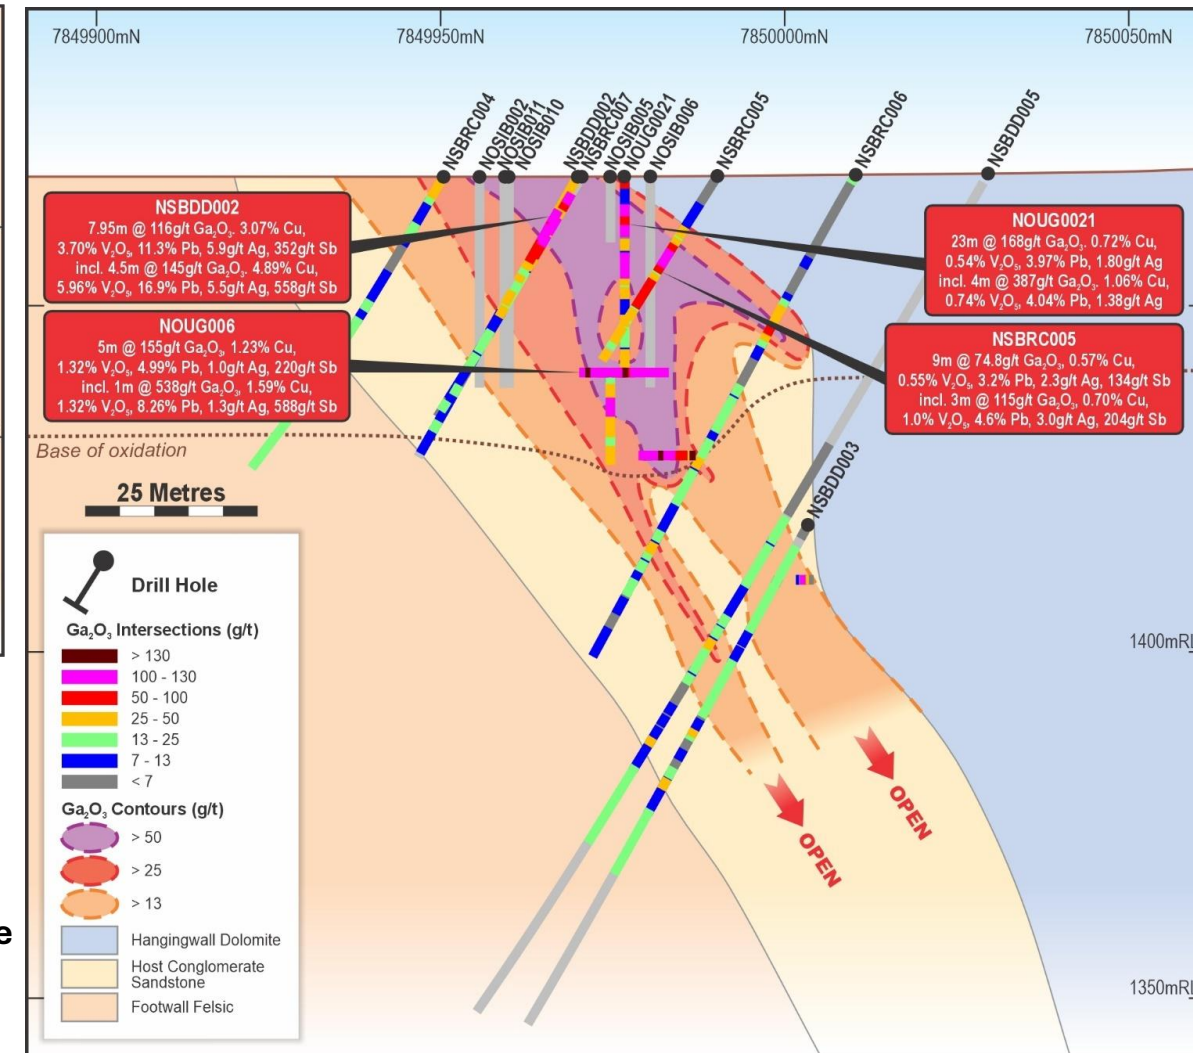 7849900mN
7849950mN
7850000mN
7850050mN
NSBRC004
NOSIB002
NOSIB011
NOSIB010
NSBDD002
NSBRC007
NOSIB005
NOUG0021
NOSIB006
NSBRC005
NSBRC006
NSBDD005
NSBDD002
7.95m @ 116g/t Ga₂O₃. 3.07% Cu,
3.70% V₂O₅, 11.3% Pb, 5.9g/t Ag, 352g/t Sb
incl. 4.5m @ 145g/t Ga₂O₃. 4.89% Cu,
5.96% V₂O₅, 16.9% Pb, 5.5g/t Ag, 558g/t Sb
NOUG0021
23m @ 168g/t Ga₂O₃. 0.72% Cu,
0.54% V₂O₅, 3.97% Pb, 1.80g/t Ag
incl. 4m @ 387g/t Ga₂O₃. 1.06% Cu,
0.74% V₂O₅, 4.04% Pb, 1.38g/t Ag
NOUG006
5m @ 155g/t Ga₂O₃, 1.23% Cu,
1.32% V₂O₅, 4.99% Pb, 1.0g/t Ag, 220g/t Sb
incl. 1m @ 538g/t Ga₂O₃, 1.59% Cu,
1.32% V₂O₅, 8.26% Pb, 1.3g/t Ag, 588g/t Sb
NSBRC005
9m @ 74.8g/t Ga₂O₃, 0.57% Cu,
0.55% V₂O₅, 3.2% Pb, 2.3g/t Ag, 134g/t Sb
incl. 3m @ 115g/t Ga₂O₃, 0.70% Cu,
1.0% V₂O₅, 4.6% Pb, 3.0g/t Ag, 204g/t Sb
Base of oxidation
NSBDD003
25 Metres
Drill Hole
Ga₂O₃ Intersections (g/t)
> 130
100 - 130
50 - 100
25 - 50
13 - 25
7 - 13
< 7
Ga₂O₃ Contours (g/t)
> 50
> 25
> 13
Hangingwall Dolomite
Host Conglomerate
Sandstone
Footwall Felsic
1400mRL
OPEN
OPEN
1350mRL
e